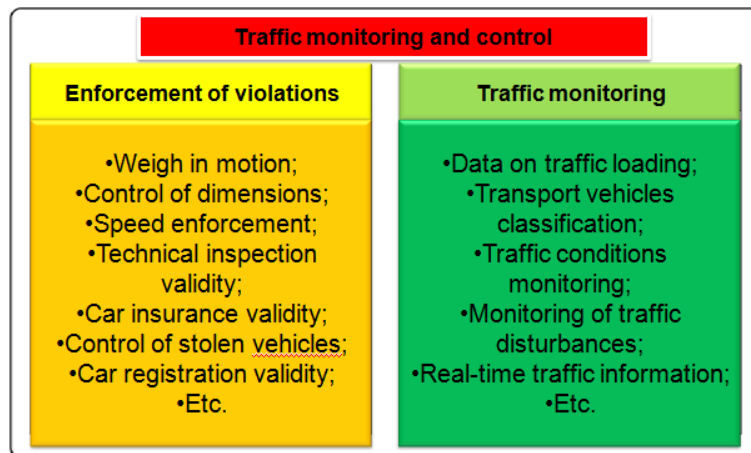 Traffic monitoring and control
Enforcement of violations
•Weigh in motion;
•Control of dimensions;
•Speed enforcement;
•Technical inspection
validity;
•Car insurance validity;
•Control of stolen vehicles;
•Car registration validity;
•Etc.
Traffic monitoring
•Data on traffic loading;
•Transport vehicles
classification;
•Traffic conditions
monitoring;
•Monitoring of traffic
disturbances;
•Real-time traffic information;
•Etc.